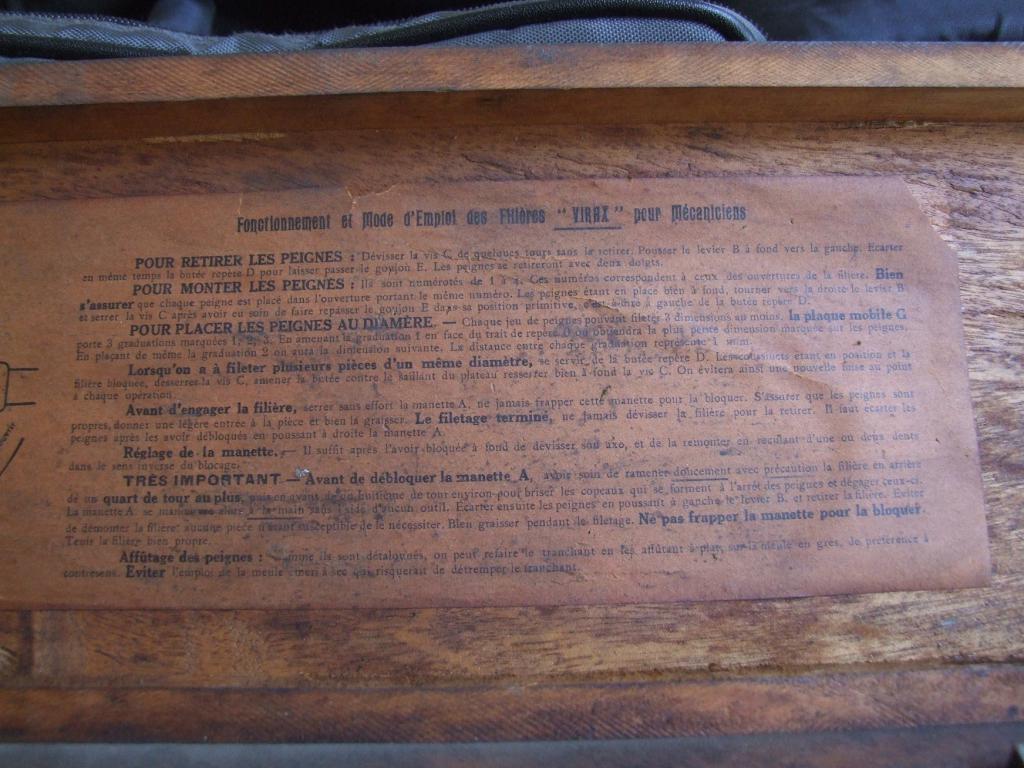 Fonctionnement et Mode d'Emploi des Filières "VIRAX" pour Mécaniciens
POUR RETIRER LES PEIGNES : Dévisser la vis C de quelques tours sans la retirer. Pousser le levier B à fond vers la gauche. Ecarter
en même temps la butée repère D pour laisser passer le goujon E. Les peignes se retireront avec deux doigts.
POUR MONTER LES PEIGNES : Ils sont numérotés de 1 à 4. Ces numéros correspondent à ceux des ouvertures de la filière. Bien
s'assurer que chaque peigne est placé dans l'ouverture portant le même numéro. Les peignes étant en place bien à fond, tourner vers la droite le levier B
et serrer la vis C après avoir eu soin de faire repasser le goujon E dans sa position primitive, c'est-à-dire à gauche de la butée repère D.
POUR PLACER LES PEIGNES AU DIAMÈRE. — Chaque jeu de peignes pouvant fileter 3 dimensions au moins, la plaque mobile G
porte 3 graduations marquées 1, 2, 3. En amenant la graduation 1 en face du trait de repère D on obtiendra la plus petite dimension marquée sur les peignes.
En plaçant de même la graduation 2 on aura la dimension suivante. La distance entre chaque graduation représente 1 mm.
Lorsqu'on a à fileter plusieurs pièces d'un même diamètre, se servir de la butée repère D. Les coussinets étant en position et la
filière bloquée, desserrer la vis C, amener la butée contre le saillant du plateau resserrer bien à fond la vis C. On évitera ainsi une nouvelle mise au point
à chaque opération.
Avant d'engager la filière, serrer sans effort la manette A, ne jamais frapper cette manette pour la bloquer. S'assurer que les peignes sont
propres, donner une légère entrée à la pièce et bien la graisser. Le filetage terminé, ne jamais dévisser la filière pour la retirer. Il faut écarter les
peignes après les avoir débloqués en poussant à droite la manette A.
Réglage de la manette. — Il suffit après l'avoir bloquée à fond de dévisser son axo, et de la remonter en reculant d'une ou deux dents
dans le sens inverse du blocage.
TRÈS IMPORTANT — Avant de débloquer la manette A, avoir soin de ramener doucement avec précaution la filière en arrière
de un quart de tour au plus, puis en avant de un huitième de tour environ pour briser les copeaux qui se forment à l'arrêt des peignes et dégager ceux-ci.
La manette A se manœuvre alors à la main sans l'aide d'aucun outil. Écarter ensuite les peignes en poussant à gauche le levier B, et retirer la filière. Eviter
de démonter la filière aucune pièce n'étant susceptible de le nécessiter. Bien graisser pendant le filetage. Ne pas frapper la manette pour la bloquer.
Tenir la filière bien propre.
Affûtage des peignes : ils sont détalonnés, on peut refaire le tranchant en les affûtant à plat, sur la meule en grès, de préférence à
contresens. Eviter l'emploi de la meule émeri à sec qui risquerait de détremper le tranchant.